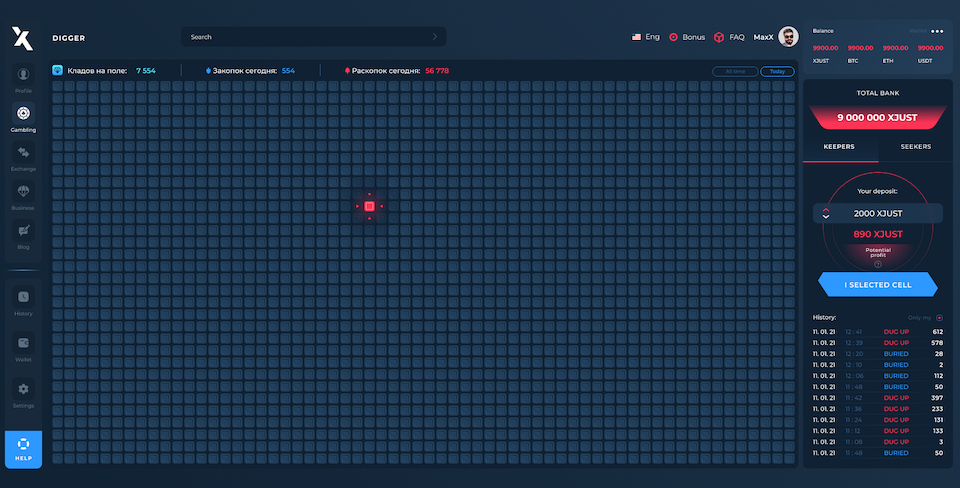 DIGGER
Search
Eng
Bonus
FAQ
MaxX
Profile
Gambling
Exchange
Business
Blog
History
Wallet
Settings
HELP
Кладов на поле: 7 554
Закопок сегодня: 554
Раскопок сегодня: 56 778
All time
Today
Balance
Wallet
9900.00 9900.00 9900.00 9900.00
XJUST BTC ETH USDT
TOTAL BANK
9 000 000 XJUST
KEEPERS SEEKERS
Your deposit:
2000 XJUST
890 XJUST
Potential
profit
I SELECTED CELL
History: Only my
11. 01. 21 12 : 41 DUG UP 612
11. 01. 21 12 : 39 DUG UP 578
11. 01. 21 12 : 20 BURIED 28
11. 01. 21 12 : 10 BURIED 2
11. 01. 21 12 : 06 BURIED 112
11. 01. 21 11 : 48 BURIED 50
11. 01. 21 11 : 42 DUG UP 397
11. 01. 21 11 : 36 DUG UP 233
11. 01. 21 11 : 24 DUG UP 131
11. 01. 21 11 : 12 DUG UP 133
11. 01. 21 11 : 08 DUG UP 3
11. 01. 21 11 : 48 BURIED 50